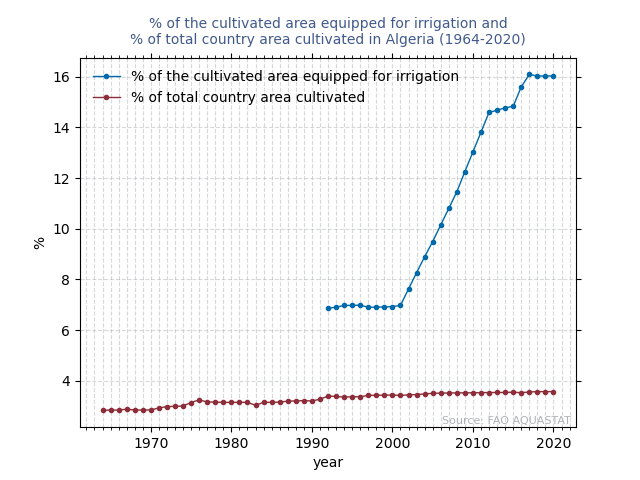 % of the cultivated area equipped for irrigation and
% of total country area cultivated in Algeria (1964-2020)
% of the cultivated area equipped for irrigation
% of total country area cultivated
16
14
12
10
8
6
4
%
1970 1980 1990 2000 2010 2020
year
Source: FAO AQUASTAT